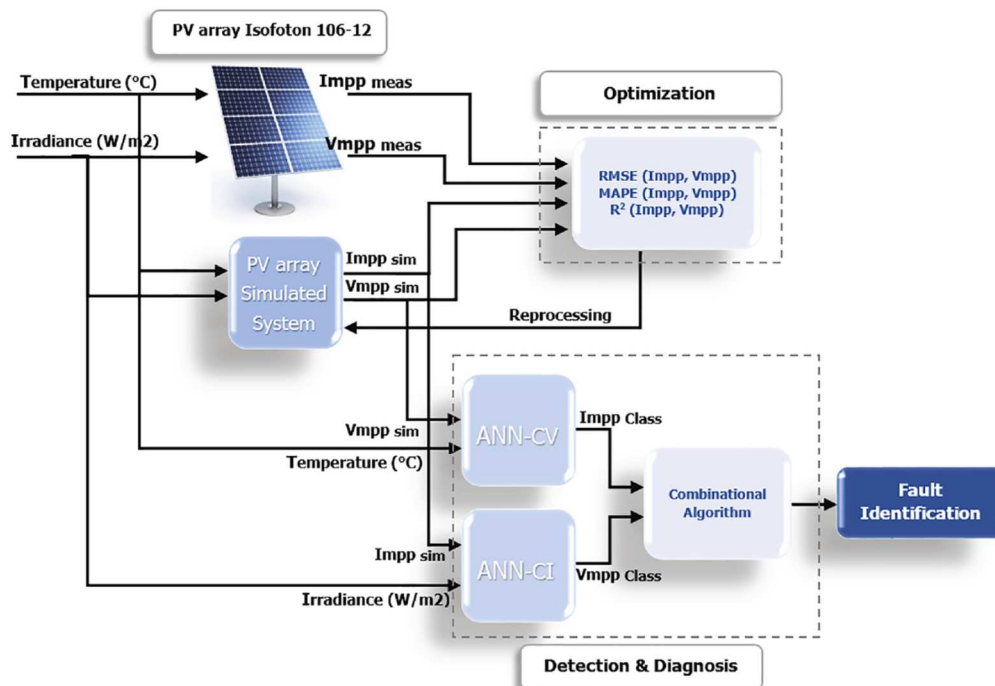 PV array Isofoton 106-12
Temperature (°C)
Impp meas
Irradiance (W/m2)
Vmpp meas
Optimization
RMSE (Impp, Vmpp)
MAPE (Impp, Vmpp)
R² (Impp, Vmpp)
PV array
Simulated
System
Impp sim
Vmpp sim
Reprocessing
Vmpp sim
Temperature (°C)
ANN-CV
Impp Class
Combinational
Algorithm
Fault
Identification
Impp sim
Irradiance (W/m2)
ANN-CI
Vmpp Class
Detection & Diagnosis